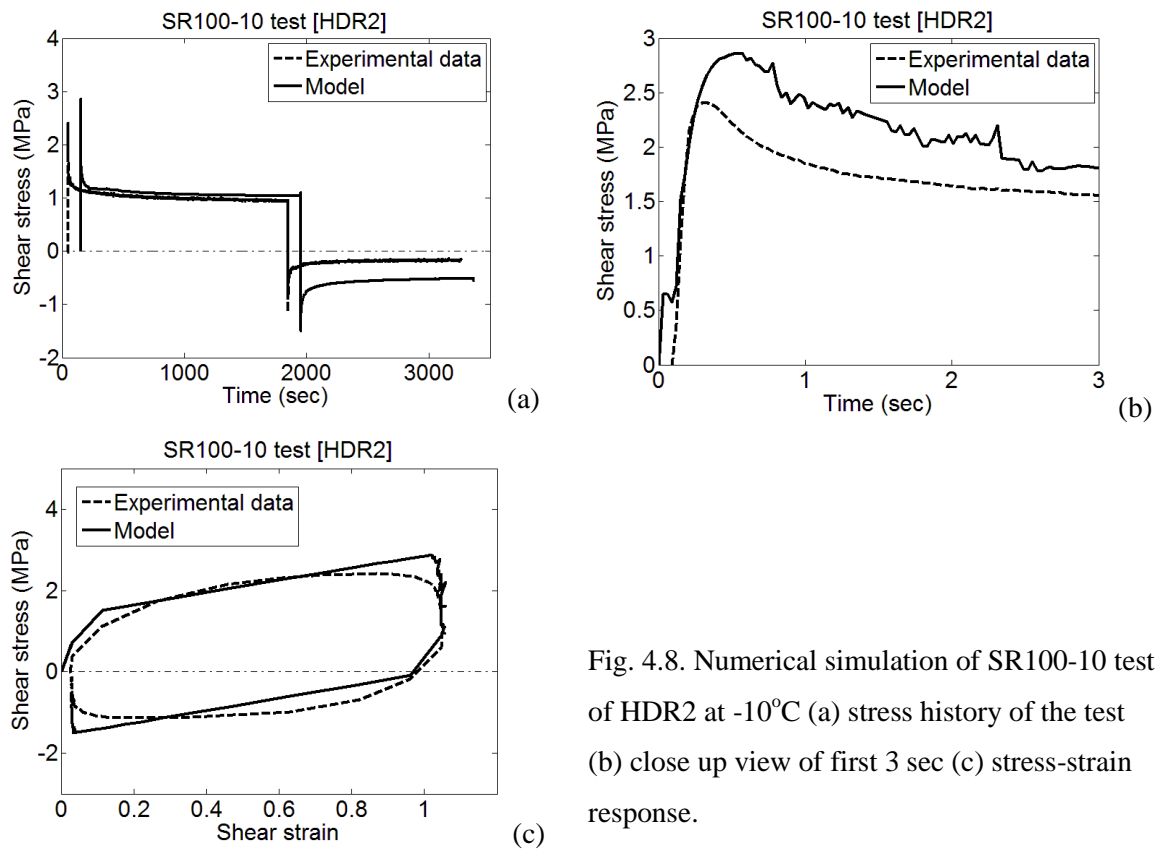 SR100-10 test [HDR2]
4
3
2
1
0
-1
-2
Shear stress (MPa)
Experimental data
Model
0
1000
2000
3000
Time (sec)
(a)
SR100-10 test [HDR2]
3
2.5
2
1.5
1
0.5
0
Shear stress (MPa)
Experimental data
Model
0
1
2
3
Time (sec)
(b)
SR100-10 test [HDR2]
4
2
0
-2
Shear stress (MPa)
Experimental data
Model
0
0.2
0.4
0.6
0.8
1
Shear strain
(c)
Fig. 4.8. Numerical simulation of SR100-10 test
of HDR2 at -10°C (a) stress history of the test
(b) close up view of first 3 sec (c) stress-strain
response.